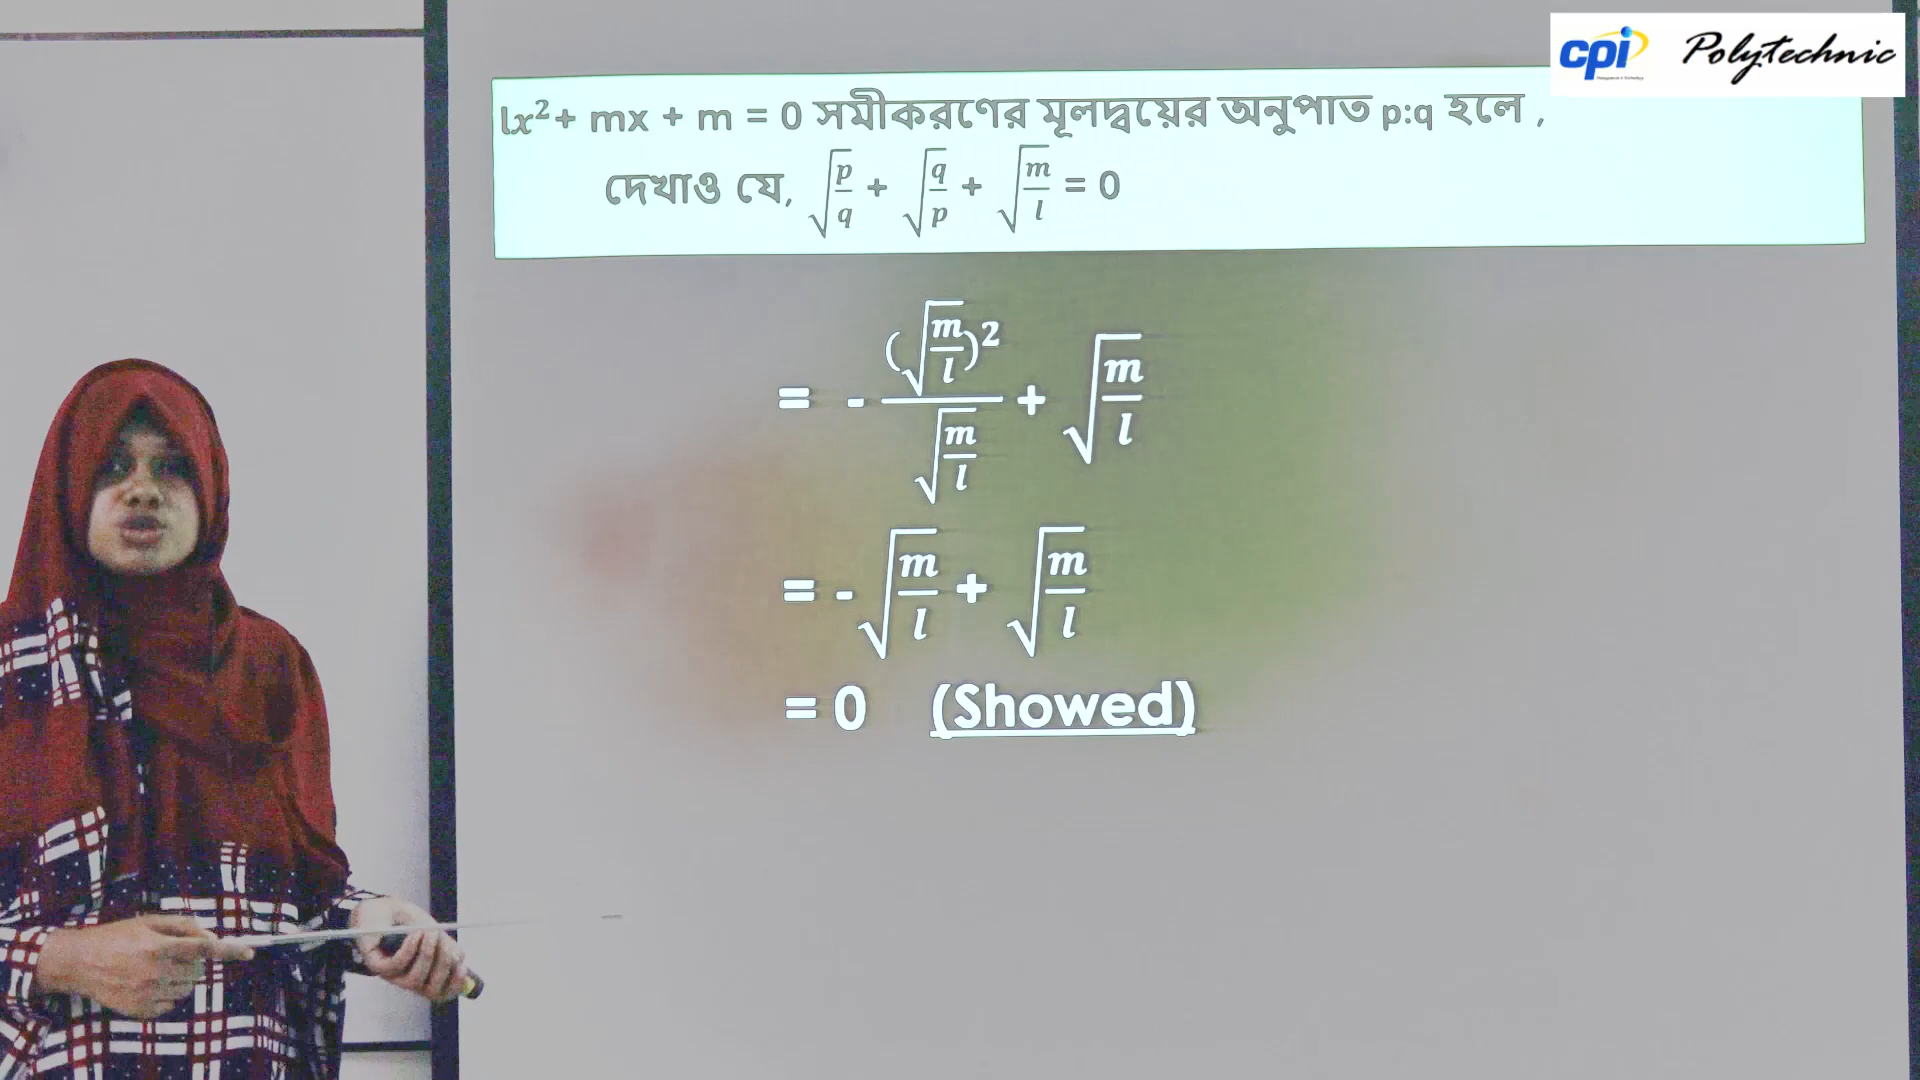 cpi Polytechnic
lx²+ mx + m = 0 সমীকরণের মূলদ্বয়ের অনুপাত p:q হলে ,
দেখাও যে, √(p/q) + √(q/p) + √(m/l) = 0
= - (√(m/l))² / √(m/l) + √(m/l)
= - √(m/l) + √(m/l)
= 0 (Showed)